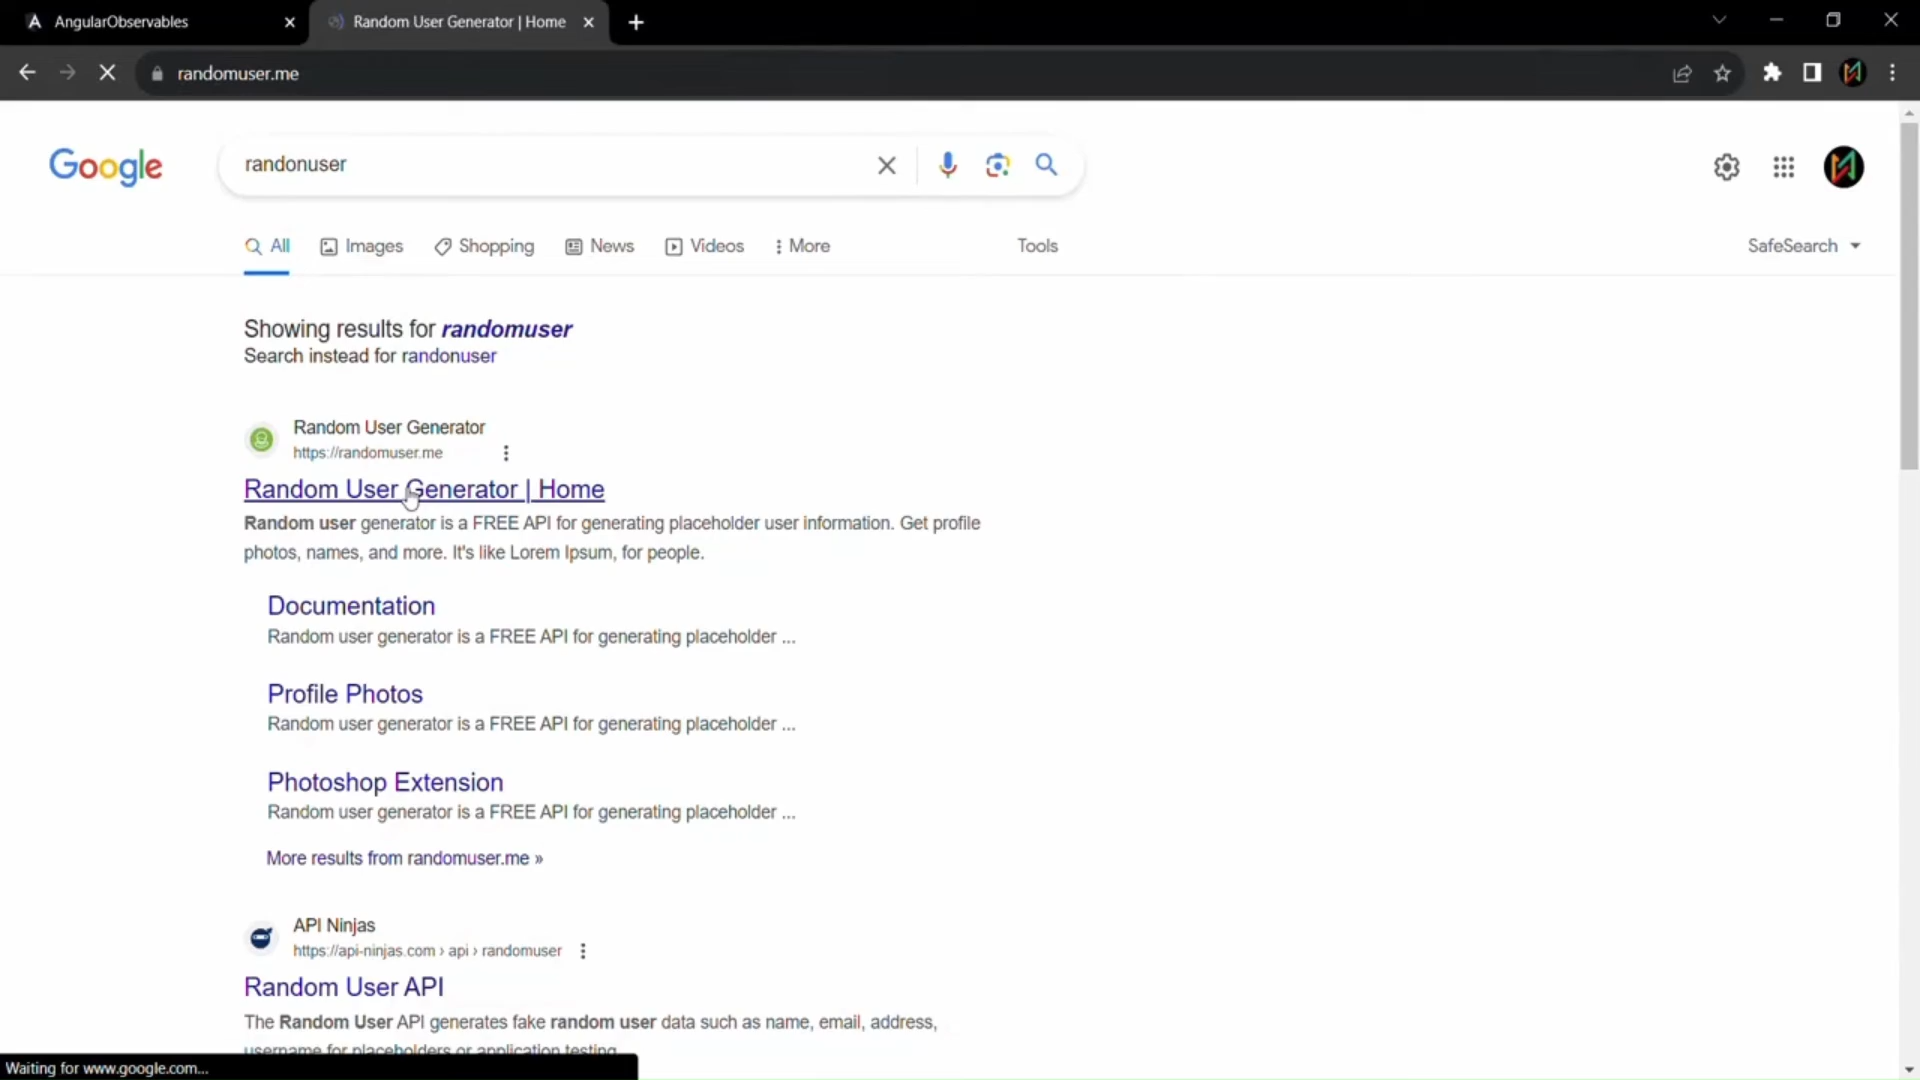 AngularObservables
Random User Generator | Home
randomuser.me
Google
randonuser
All
Images
Shopping
News
Videos
More
Tools
SafeSearch
Showing results for randomuser
Search instead for randonuser
Random User Generator
https://randomuser.me
Random User Generator | Home
Random user generator is a FREE API for generating placeholder user information. Get profile
photos, names, and more. It's like Lorem Ipsum, for people.
Documentation
Random user generator is a FREE API for generating placeholder ...
Profile Photos
Random user generator is a FREE API for generating placeholder ...
Photoshop Extension
Random user generator is a FREE API for generating placeholder ...
More results from randomuser.me »
API Ninjas
https://api-ninjas.com › api › randomuser
Random User API
The Random User API generates fake random user data such as name, email, address,
username for placeholders or application testing.
Waiting for www.google.com...